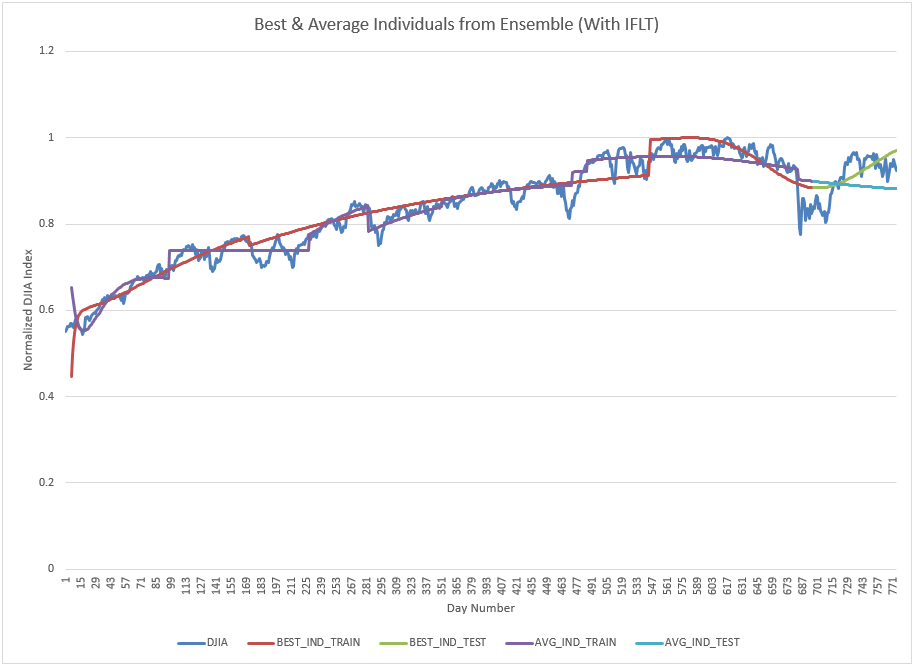 Best & Average Individuals from Ensemble (With IFLT)
1.2
1
0.8
0.6
0.4
0.2
0
Normalized DJIA Index
1 15 29 43 57 71 85 99 113 127 141 155 169 183 197 211 225 239 253 267 281 295 309 323 337 351 365 379 393 407 421 435 449 463 477 491 505 519 533 547 561 575 589 603 617 631 645 659 673 687 701 715 729 743 757 771
Day Number
DJIA BEST_IND_TRAIN BEST_IND_TEST AVG_IND_TRAIN AVG_IND_TEST